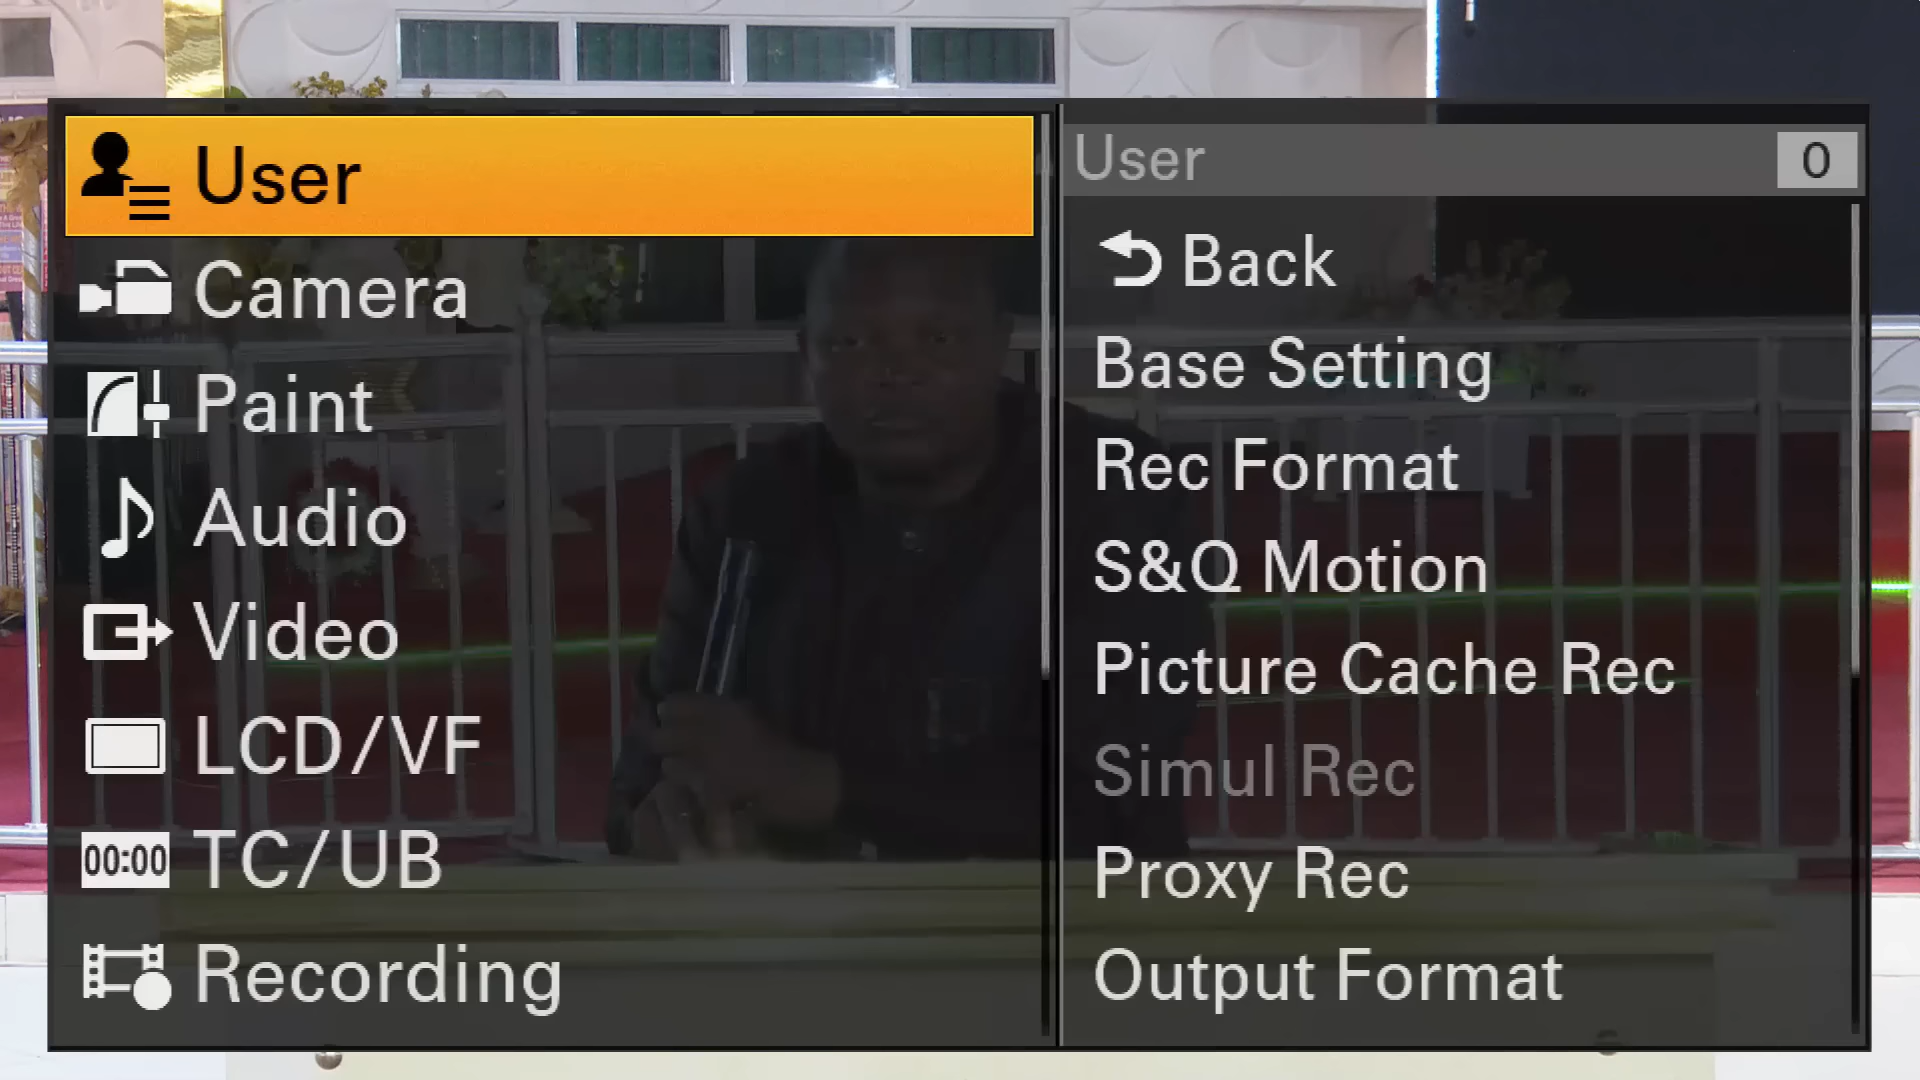 User
Camera
Paint
Audio
Video
LCD/VF
00:00 TC/UB
Recording
User 0
Back
Base Setting
Rec Format
S&Q Motion
Picture Cache Rec
Simul Rec
Proxy Rec
Output Format